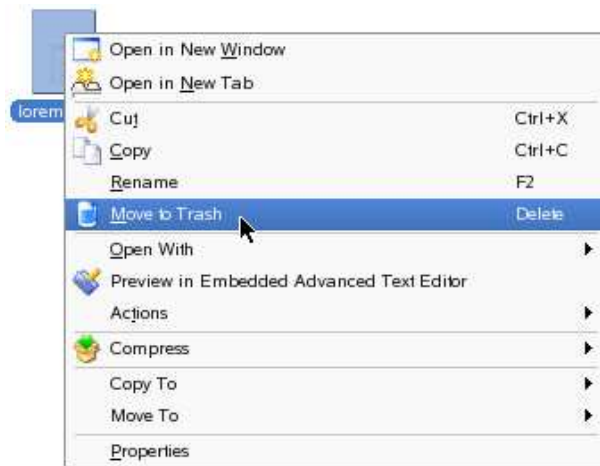 Open in New Window
Open in New Tab
lorem
Cut Ctrl+X
Copy Ctrl+C
Rename F2
Move to Trash Delete
Open With
Preview in Embedded Advanced Text Editor
Actions
Compress
Copy To
Move To
Properties